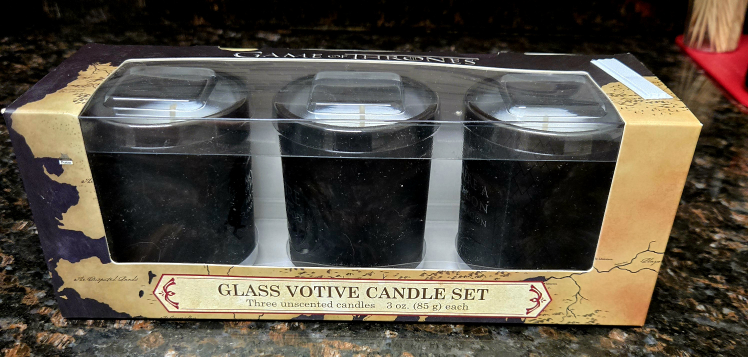 GAME OF THRONES
GLASS VOTIVE CANDLE SET
Three unscented candles 3 oz. (85 g) each